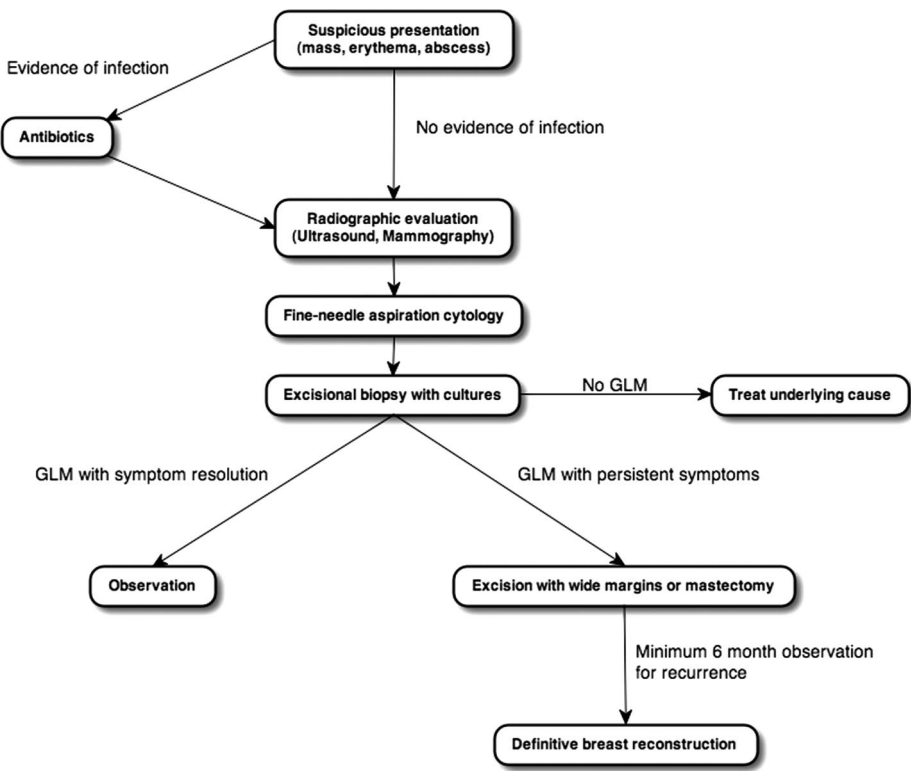 Suspicious presentation
(mass, erythema, abscess)
Evidence of infection
Antibiotics
No evidence of infection
Radiographic evaluation
(Ultrasound, Mammography)
Fine-needle aspiration cytology
Excisional biopsy with cultures
No GLM
Treat underlying cause
GLM with symptom resolution
GLM with persistent symptoms
Observation
Excision with wide margins or mastectomy
Minimum 6 month observation
for recurrence
Definitive breast reconstruction